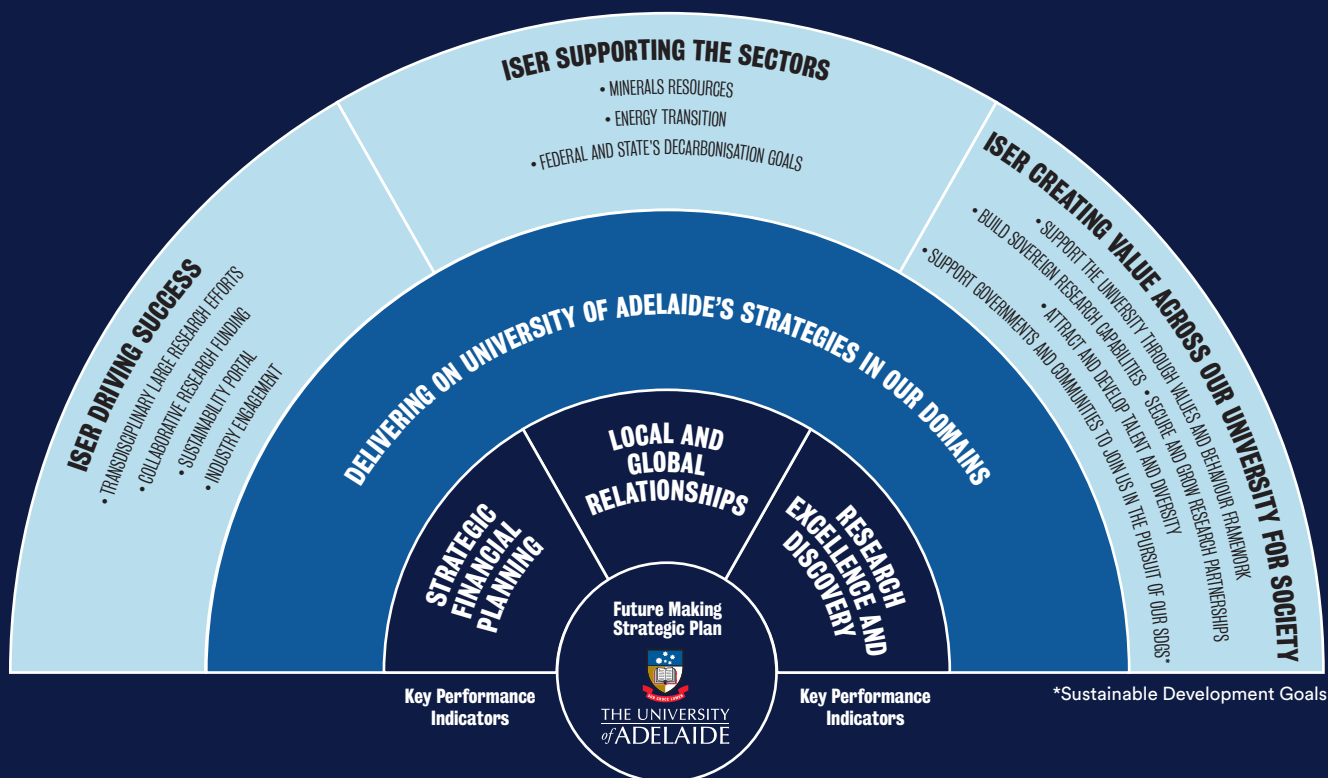 ISER SUPPORTING THE SECTORS
• MINERALS RESOURCES
• ENERGY TRANSITION
• FEDERAL AND STATE'S DECARBONISATION GOALS
ISER DRIVING SUCCESS
• TRANSDISCIPLINARY LARGE RESEARCH EFFORTS
• COLLABORATIVE RESEARCH FUNDING
• SUSTAINABILITY PORTAL
• INDUSTRY ENGAGEMENT
ISER CREATING VALUE ACROSS OUR UNIVERSITY FOR SOCIETY
• SUPPORT THE UNIVERSITY THROUGH VALUES AND BEHAVIOUR FRAMEWORK
• BUILD SOVEREIGN RESEARCH CAPABILITIES • SECURE AND GROW RESEARCH PARTNERSHIPS
• ATTRACT AND DEVELOP TALENT AND DIVERSITY
• SUPPORT GOVERNMENTS AND COMMUNITIES TO JOIN US IN THE PURSUIT OF OUR SDGS*
DELIVERING ON UNIVERSITY OF ADELAIDE'S STRATEGIES IN OUR DOMAINS
STRATEGIC
FINANCIAL
PLANNING
LOCAL AND
GLOBAL
RELATIONSHIPS
RESEARCH
EXCELLENCE AND
DISCOVERY
Future Making
Strategic Plan
THE UNIVERSITY
of ADELAIDE
Key Performance
Indicators
Key Performance
Indicators
*Sustainable Development Goals